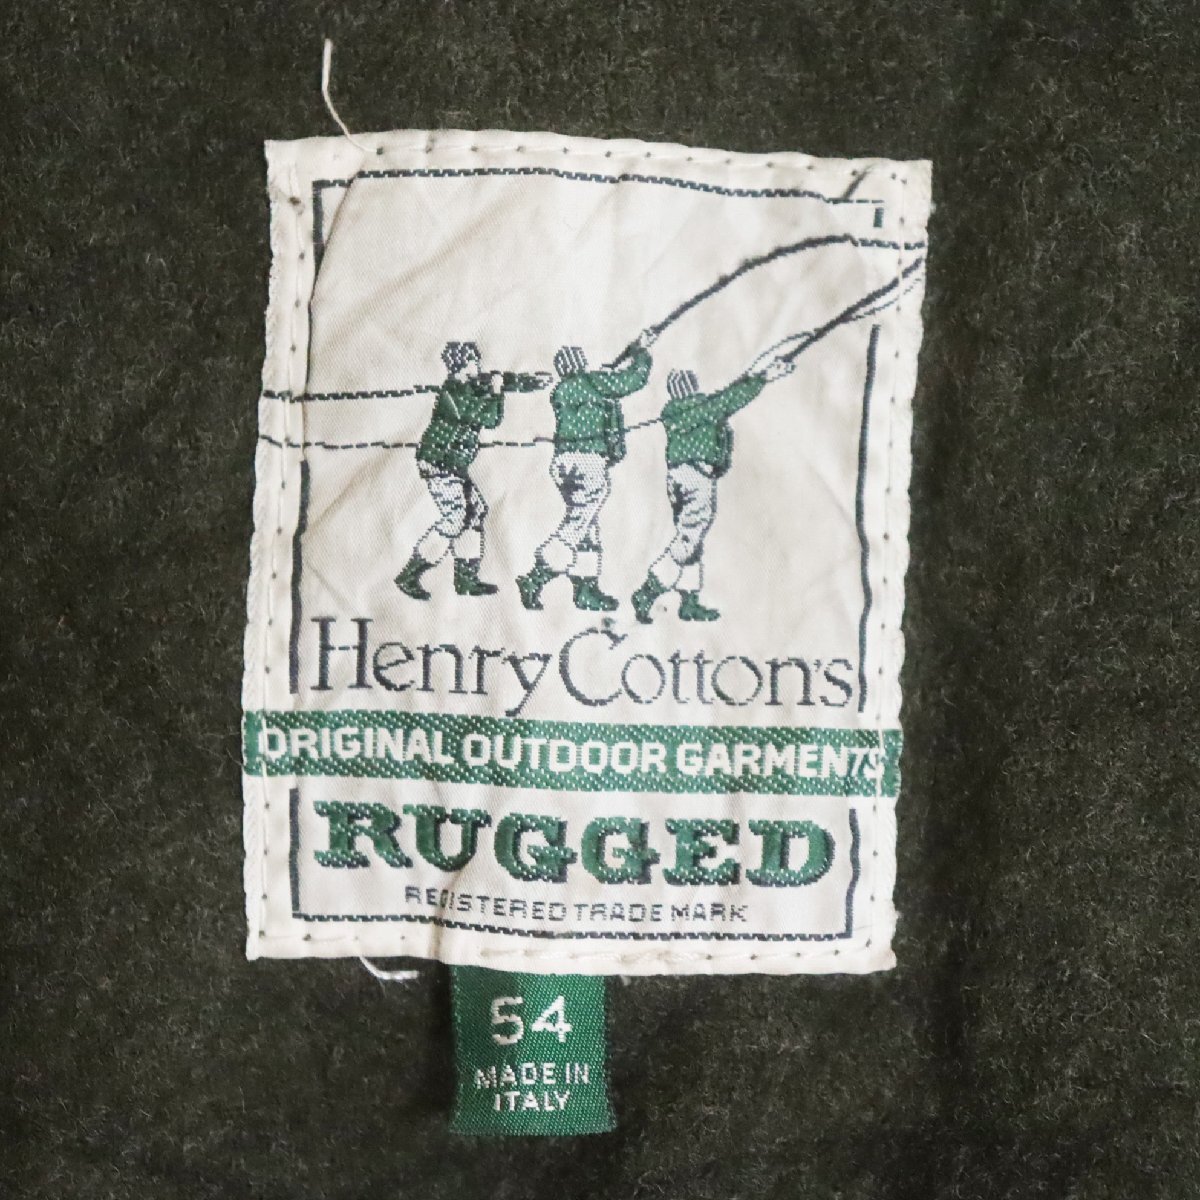 Henry Cotton's
ORIGINAL OUTDOOR GARMENTS
RUGGED
REGISTERED TRADE MARK
54
MADE IN
ITALY